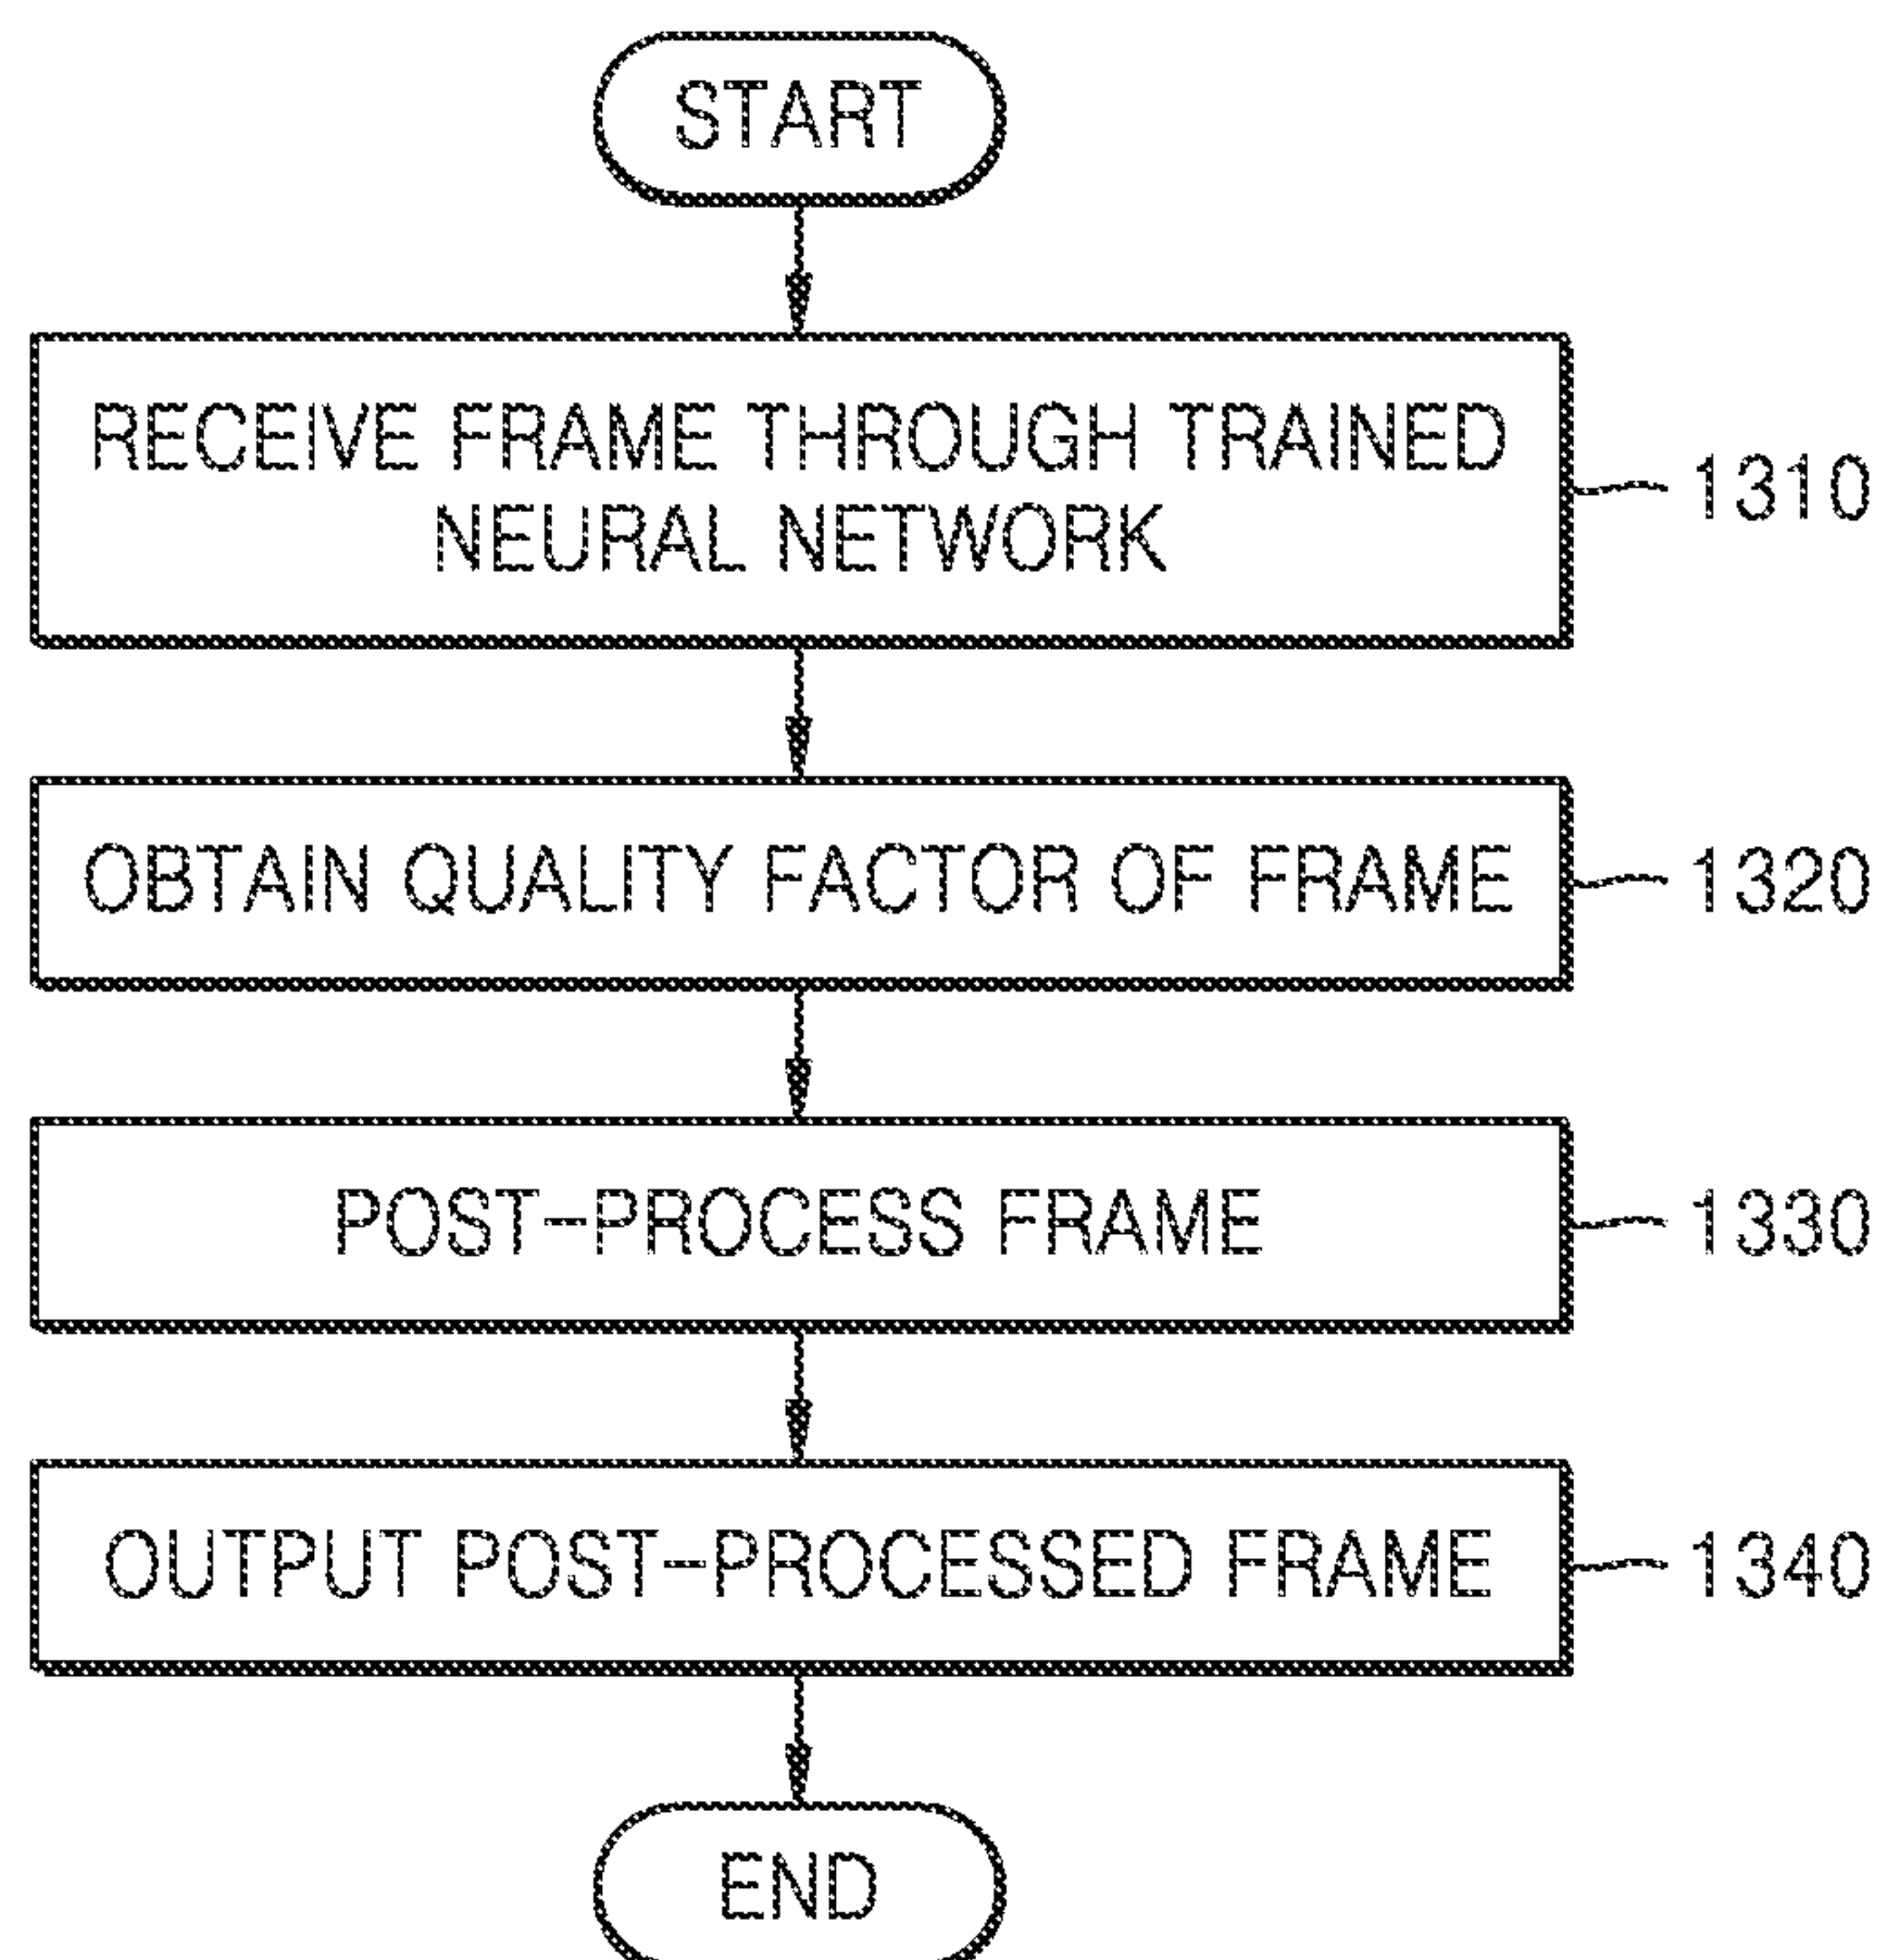 START
RECEIVE FRAME THROUGH TRAINED
NEURAL NETWORK
1310
OBTAIN QUALITY FACTOR OF FRAME
1320
POST-PROCESS FRAME
1330
OUTPUT POST-PROCESSED FRAME
1340
END